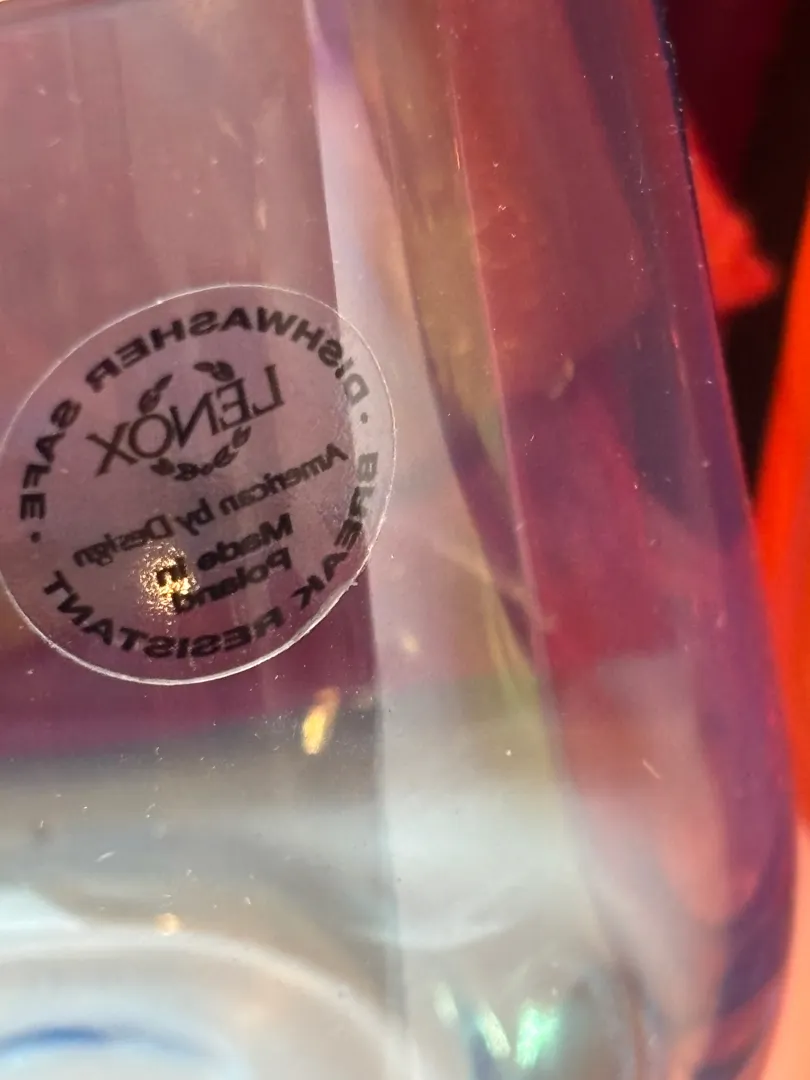 DISHWASHER SAFE •
LENOX
American by Design
Made in
Poland
• BREAK RESISTANT